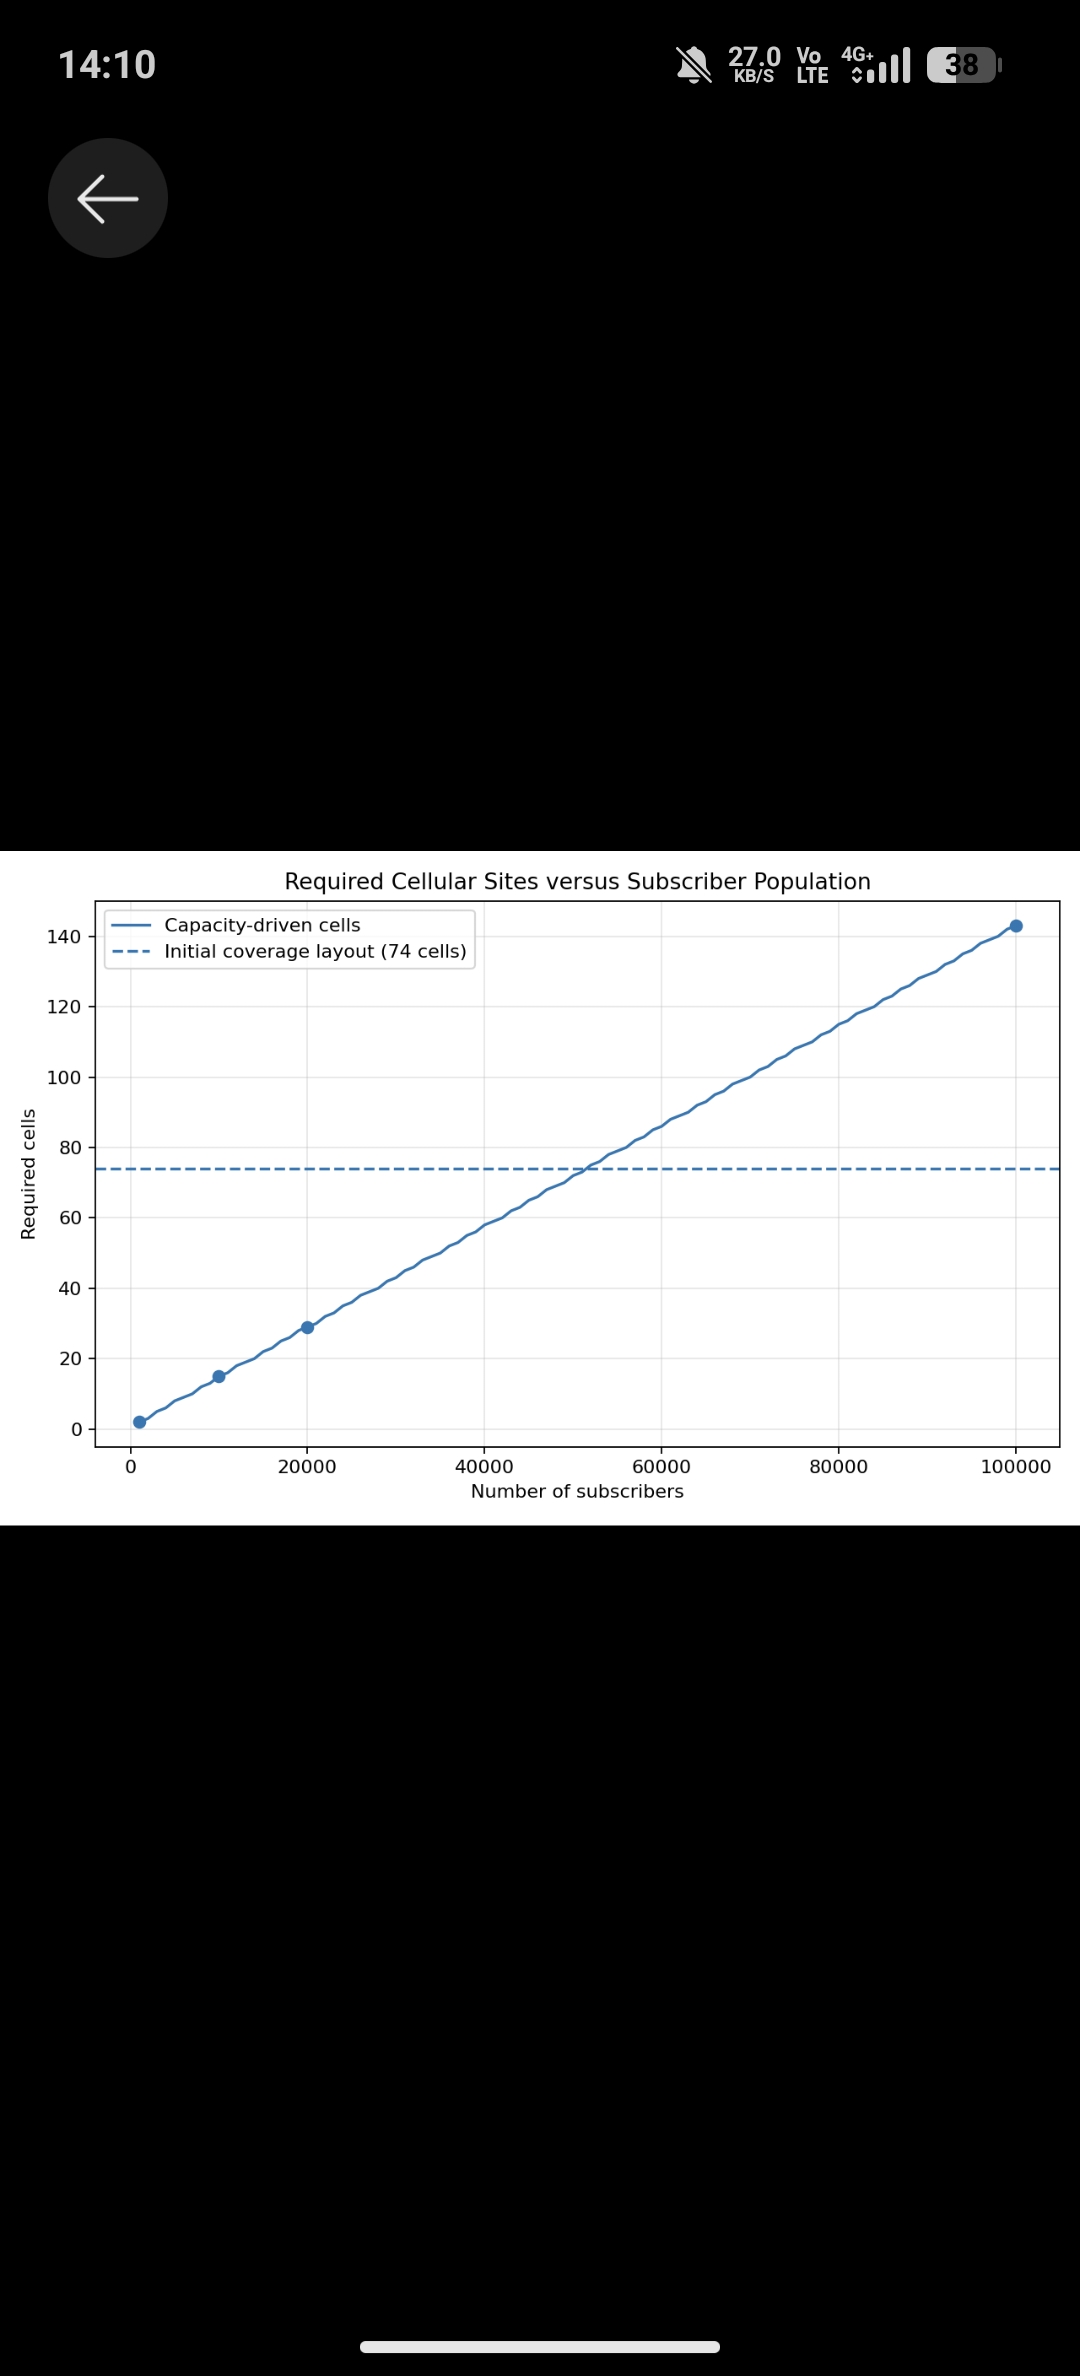 14:10
27.0 KB/S Vo LTE 4G+ 38
Required Cellular Sites versus Subscriber Population
Capacity-driven cells
Initial coverage layout (74 cells)
Required cells
140
120
100
80
60
40
20
0
0 20000 40000 60000 80000 100000
Number of subscribers